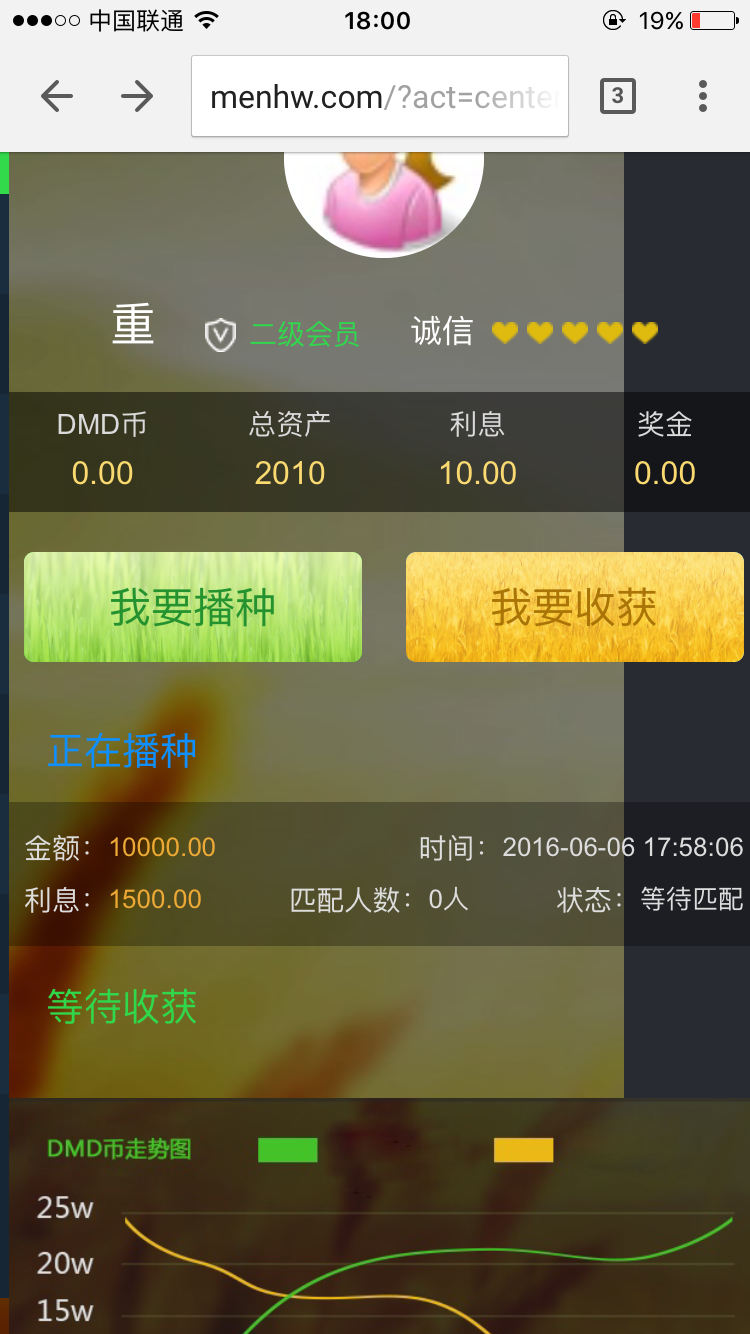 中国联通 18:00 19%
menhw.com/?act=cente
3
重 二级会员 诚信
DMD币 总资产 利息 奖金
0.00 2010 10.00 0.00
我要播种 我要收获
正在播种
金额：10000.00 时间：2016-06-06 17:58:06
利息：1500.00 匹配人数：0人 状态：等待匹配
等待收获
DMD币走势图
25w
20w
15w